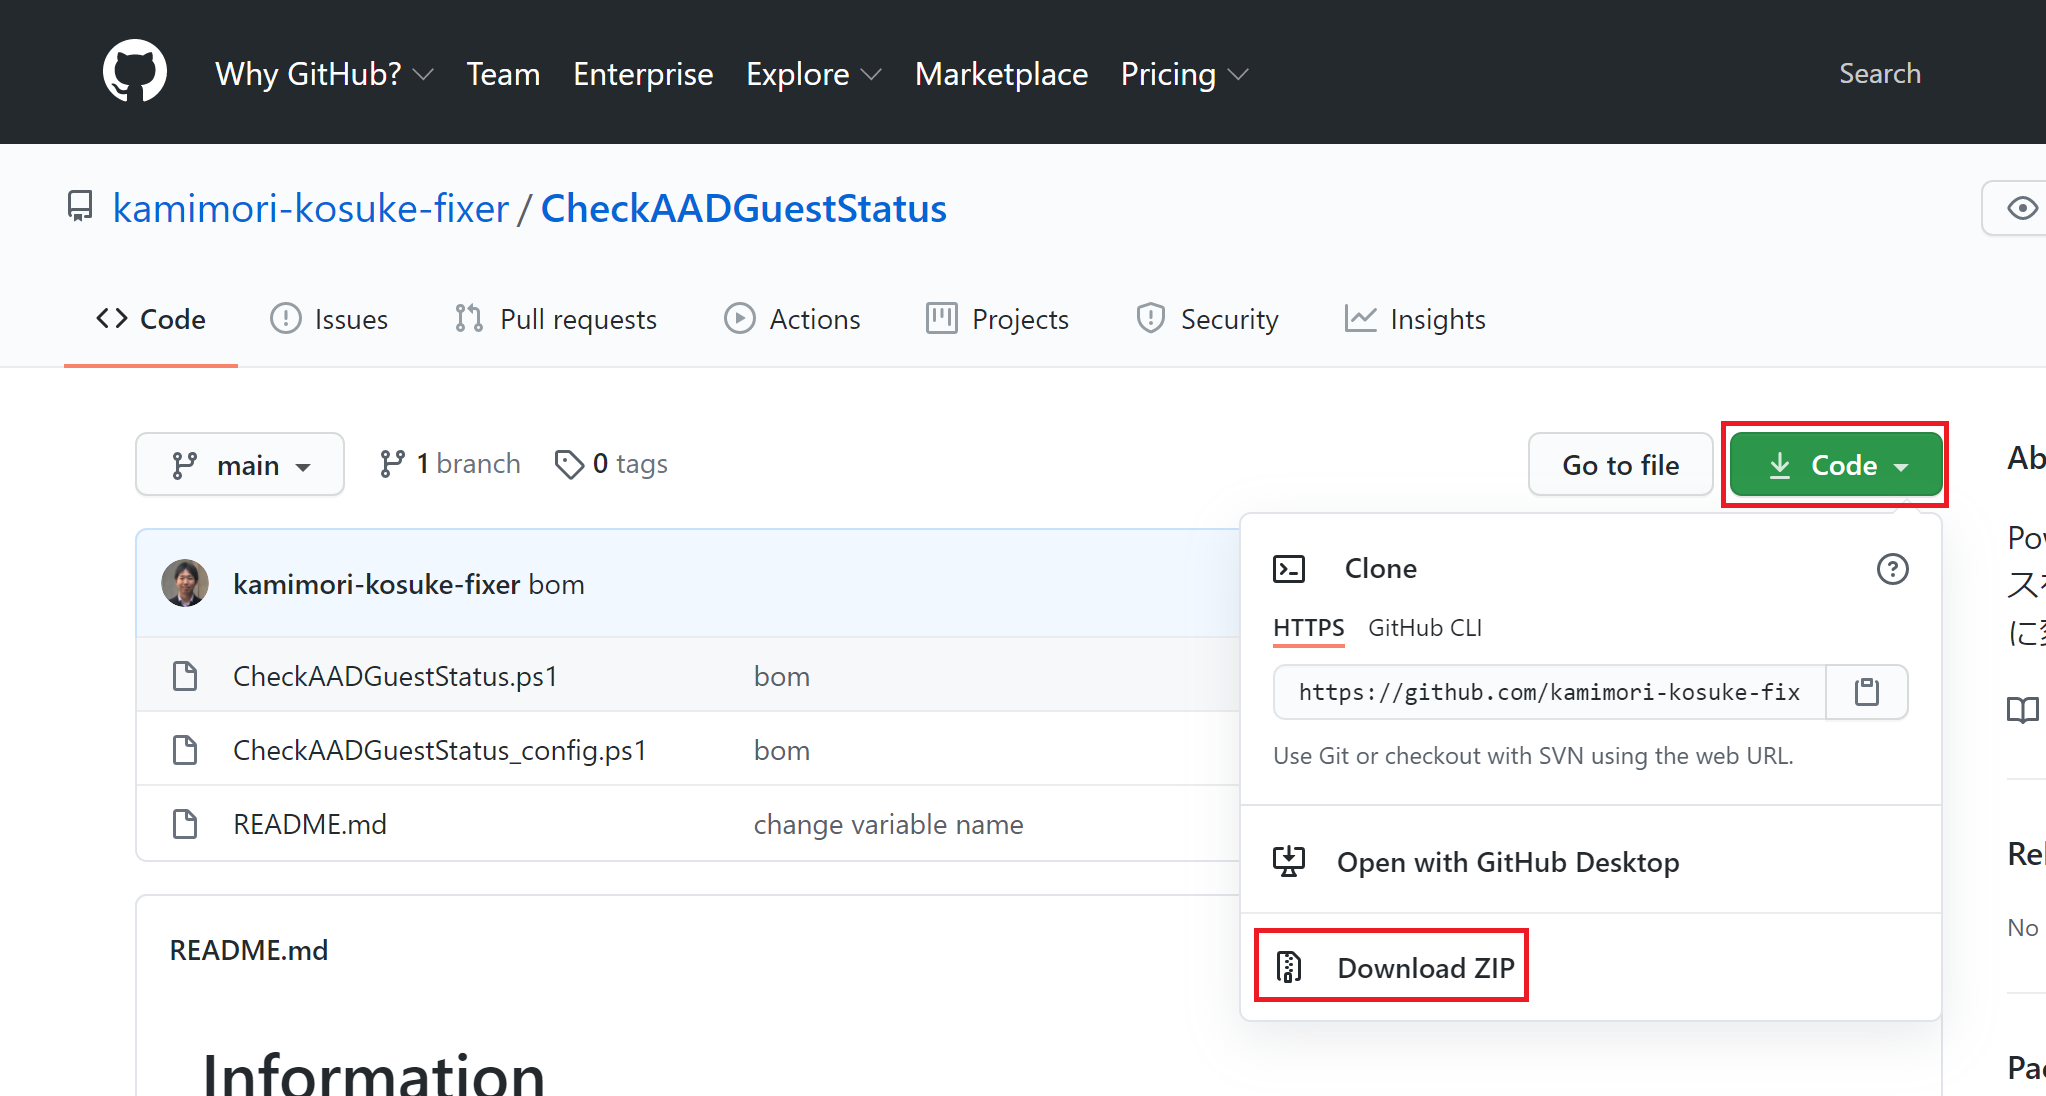 Why GitHub? Team Enterprise Explore Marketplace Pricing Search
kamimori-kosuke-fixer / CheckAADGuestStatus
Code Issues Pull requests Actions Projects Security Insights
main 1 branch 0 tags Go to file Code
kamimori-kosuke-fixer bom
CheckAADGuestStatus.ps1 bom
CheckAADGuestStatus_config.ps1 bom
README.md change variable name
README.md
Information
Clone
HTTPS GitHub CLI
https://github.com/kamimori-kosuke-fix
Use Git or checkout with SVN using the web URL.
Open with GitHub Desktop
Download ZIP
Ab
Pow
ス
に
Rel
No
Pac